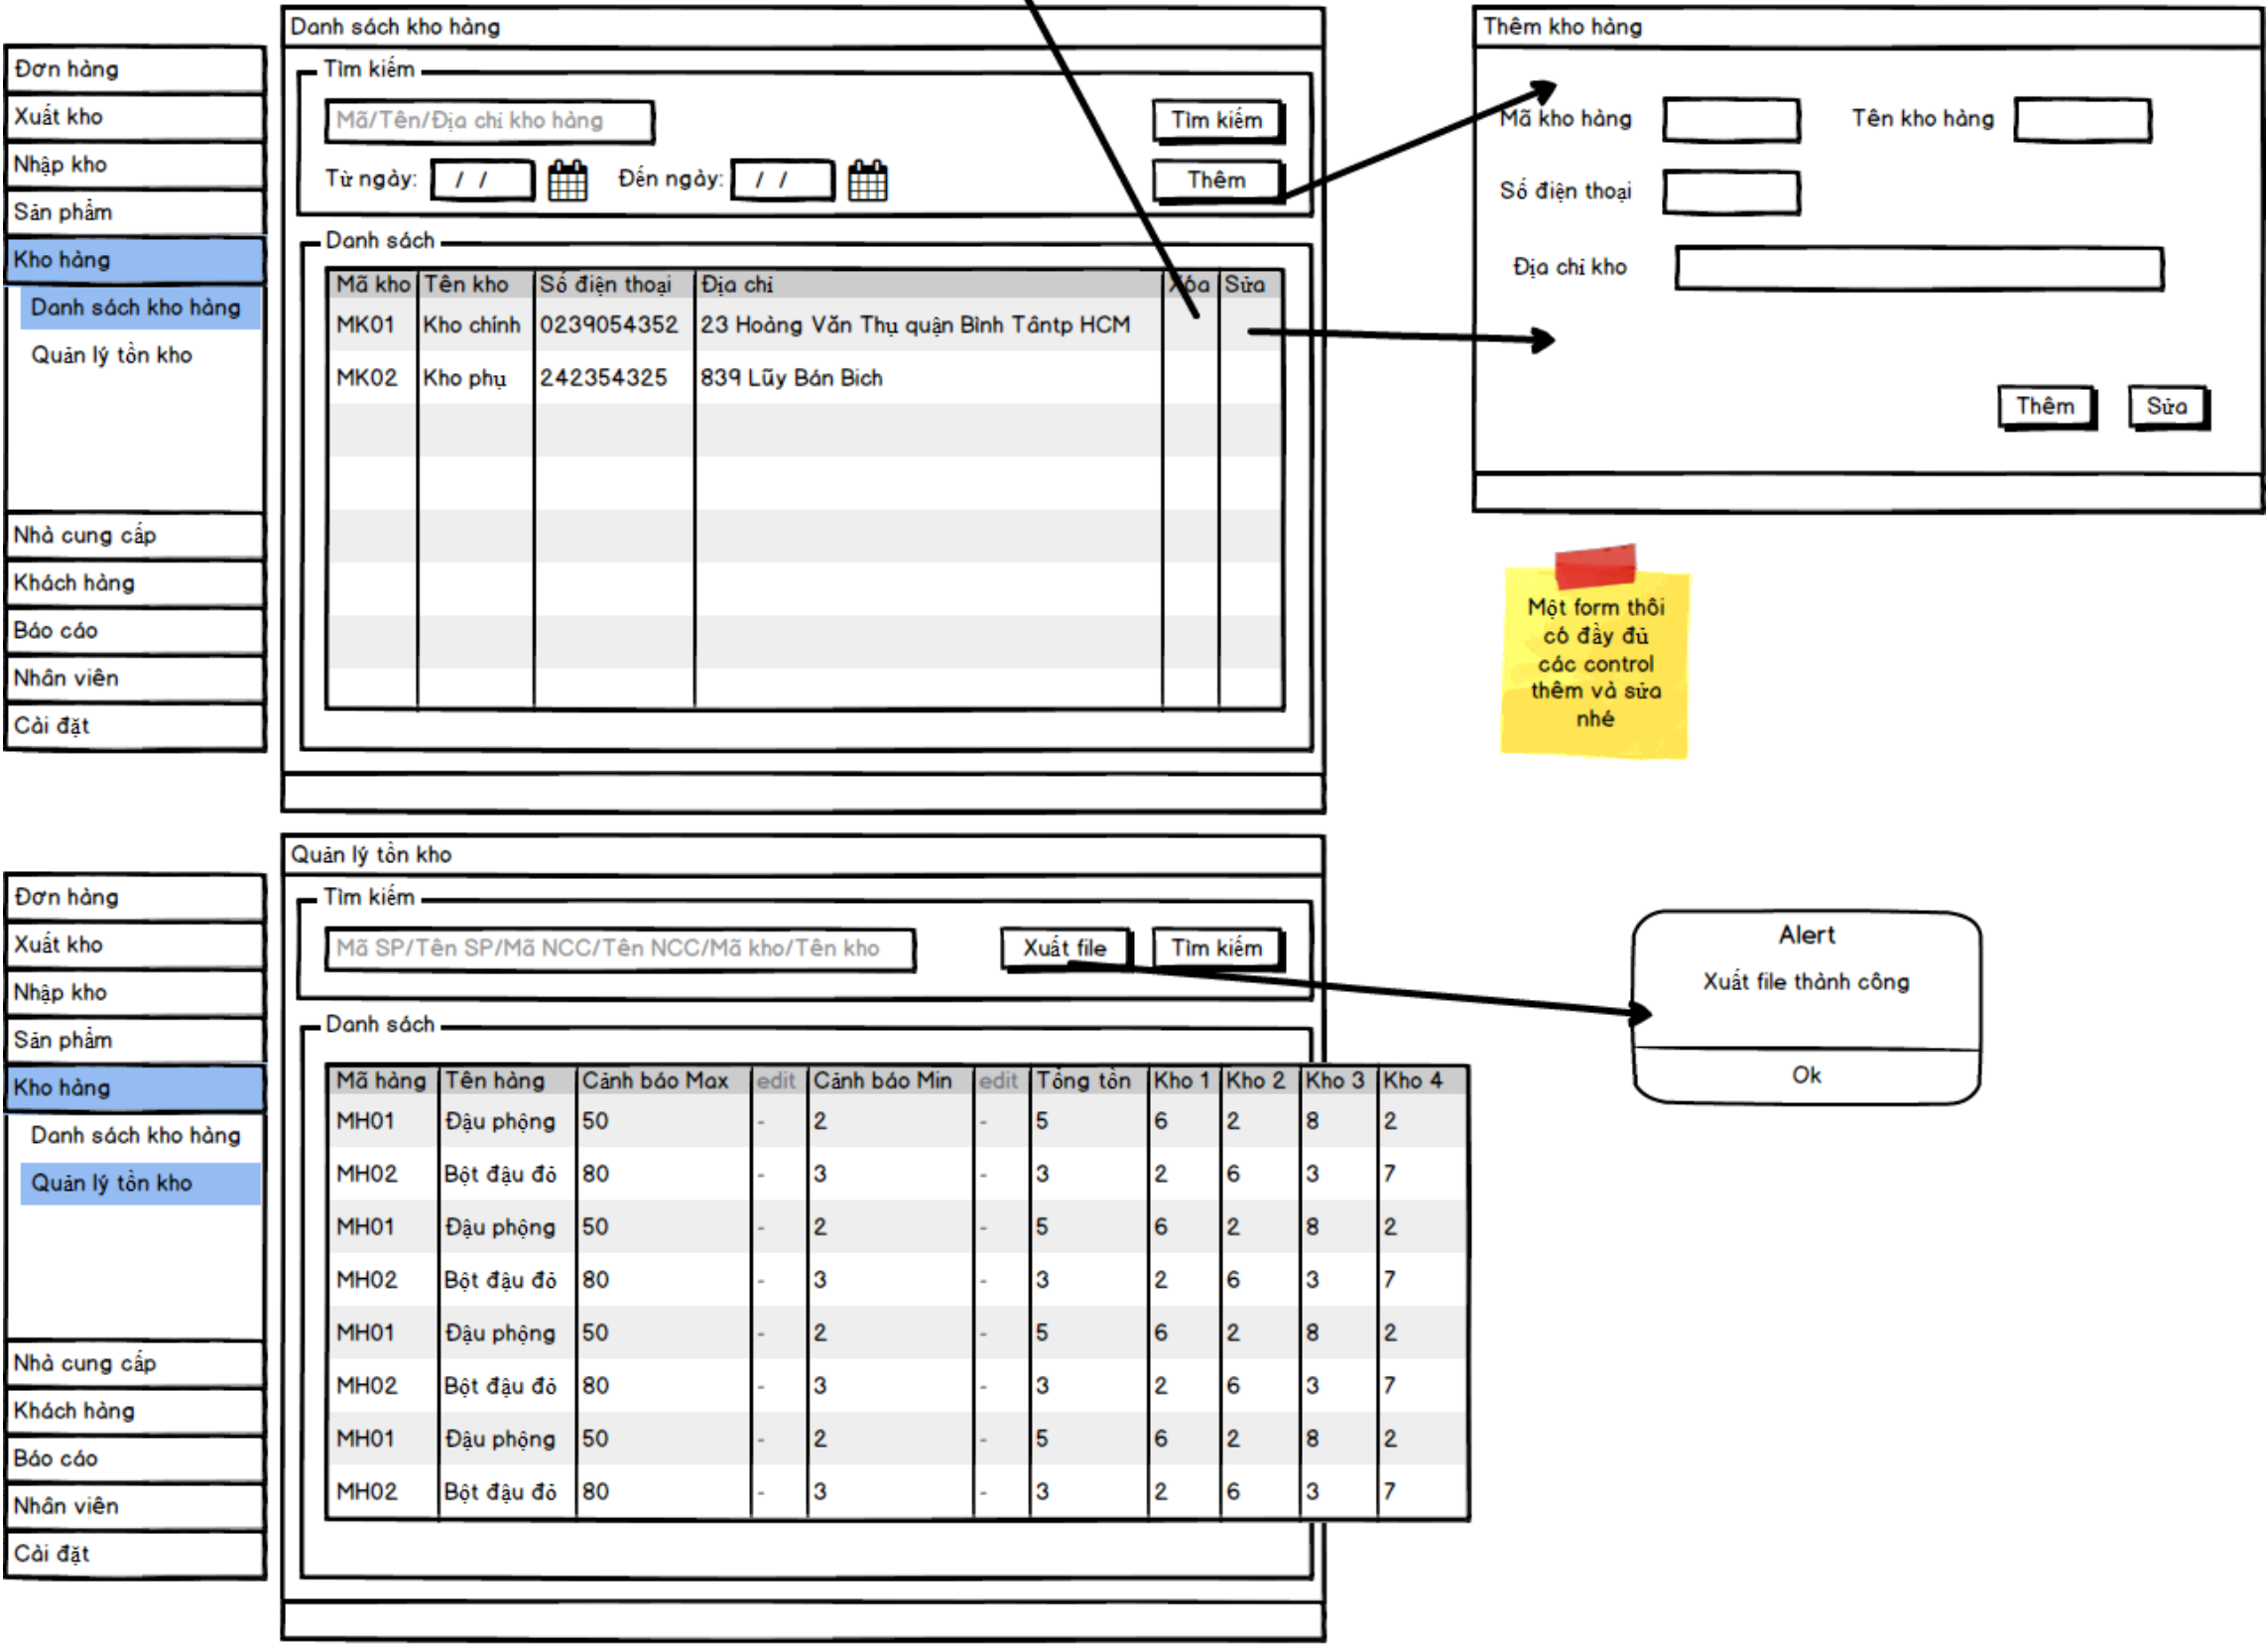 Danh sách kho hàng
Đơn hàng
Xuất kho
Nhập kho
Sản phẩm
Kho hàng
Danh sách kho hàng
Quản lý tồn kho
Nhà cung cấp
Khách hàng
Báo cáo
Nhân viên
Cài đặt
Tìm kiếm
Mã/Tên/Địa chỉ kho hàng
Tìm kiếm
Từ ngày: / / Đến ngày: / /
Thêm
Danh sách
Mã kho Tên kho Số điện thoại Địa chỉ Xóa Sửa
MK01 Kho chính 0239054352 23 Hoàng Văn Thụ quận Bình Tântp HCM
MK02 Kho phụ 242354325 839 Lũy Bán Bich
Thêm kho hàng
Mã kho hàng Tên kho hàng
Số điện thoại
Địa chỉ kho
Thêm Sửa
Một form thôi
có đầy đủ
các control
thêm và sửa
nhé
Quản lý tồn kho
Đơn hàng
Xuất kho
Nhập kho
Sản phẩm
Kho hàng
Danh sách kho hàng
Quản lý tồn kho
Nhà cung cấp
Khách hàng
Báo cáo
Nhân viên
Cài đặt
Tìm kiếm
Mã SP/Tên SP/Mã NCC/Tên NCC/Mã kho/Tên kho
Xuất file Tìm kiếm
Danh sách
Mã hàng Tên hàng Cảnh báo Max edit Cảnh báo Min edit Tổng tồn Kho 1 Kho 2 Kho 3 Kho 4
MH01 Đậu phộng 50 - 2 - 5 6 2 8 2
MH02 Bột đậu đỏ 80 - 3 - 3 2 6 3 7
MH01 Đậu phộng 50 - 2 - 5 6 2 8 2
MH02 Bột đậu đỏ 80 - 3 - 3 2 6 3 7
MH01 Đậu phộng 50 - 2 - 5 6 2 8 2
MH02 Bột đậu đỏ 80 - 3 - 3 2 6 3 7
MH01 Đậu phộng 50 - 2 - 5 6 2 8 2
MH02 Bột đậu đỏ 80 - 3 - 3 2 6 3 7
Alert
Xuất file thành công
Ok